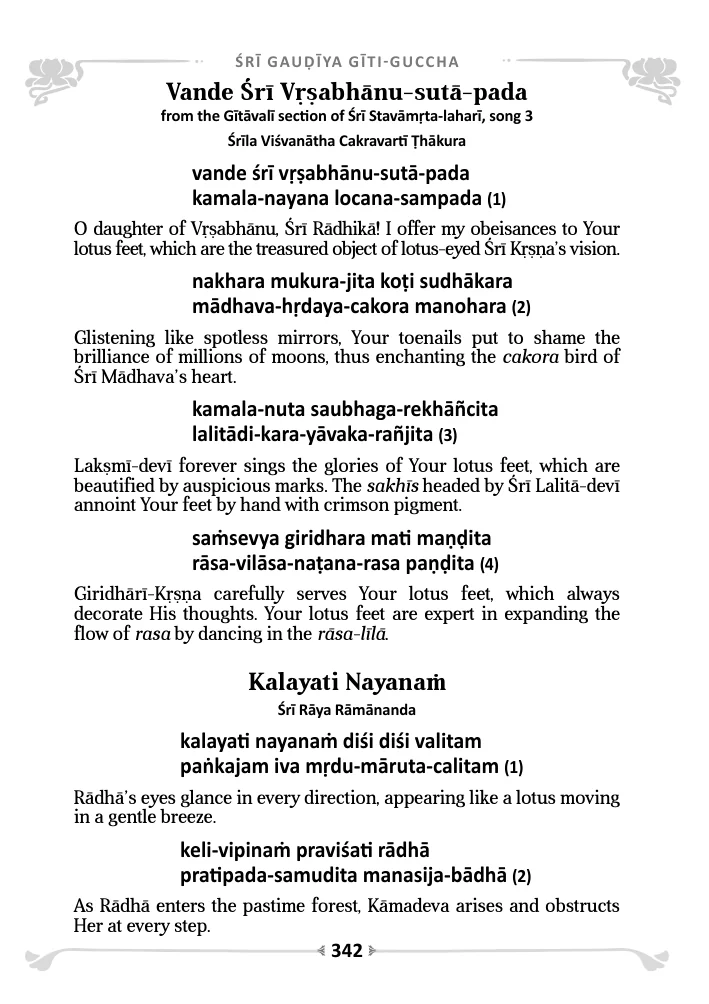 ŚRĪ GAUḌĪYA GĪTI-GUCCHA
Vande Śrī Vṛṣabhānu-sutā-pada
from the Gītāvalī section of Śrī Stavāmṛta-laharī, song 3
Śrīla Viśvanātha Cakravartī Ṭhākura
vande śrī vṛṣabhānu-sutā-pada
kamala-nayana locana-sampada (1)
O daughter of Vṛṣabhānu, Śrī Rādhikā! I offer my obeisances to Your
lotus feet, which are the treasured object of lotus-eyed Śrī Kṛṣṇa’s vision.
nakhara mukura-jita koṭi sudhākara
mādhava-hṛdaya-cakora manohara (2)
Glistening like spotless mirrors, Your toenails put to shame the
brilliance of millions of moons, thus enchanting the cakora bird of
Śrī Mādhava’s heart.
kamala-nuta saubhaga-rekhāñcita
lalitādi-kara-yāvaka-rañjita (3)
Lakṣmī-devī forever sings the glories of Your lotus feet, which are
beautified by auspicious marks. The sakhīs headed by Śrī Lalitā-devī
annoint Your feet by hand with crimson pigment.
saṁsevya giridhara mati maṇḍita
rāsa-vilāsa-naṭana-rasa paṇḍita (4)
Giridhārī-Kṛṣṇa carefully serves Your lotus feet, which always
decorate His thoughts. Your lotus feet are expert in expanding the
flow of rasa by dancing in the rāsa-līlā.
Kalayati Nayanaṁ
Śrī Rāya Rāmānanda
kalayati nayanaṁ diśi diśi valitam
paṅkajam iva mṛdu-māruta-calitam (1)
Rādhā’s eyes glance in every direction, appearing like a lotus moving
in a gentle breeze.
keli-vipinaṁ praviśati rādhā
pratipada-samudita manasija-bādhā (2)
As Rādhā enters the pastime forest, Kāmadeva arises and obstructs
Her at every step.
342